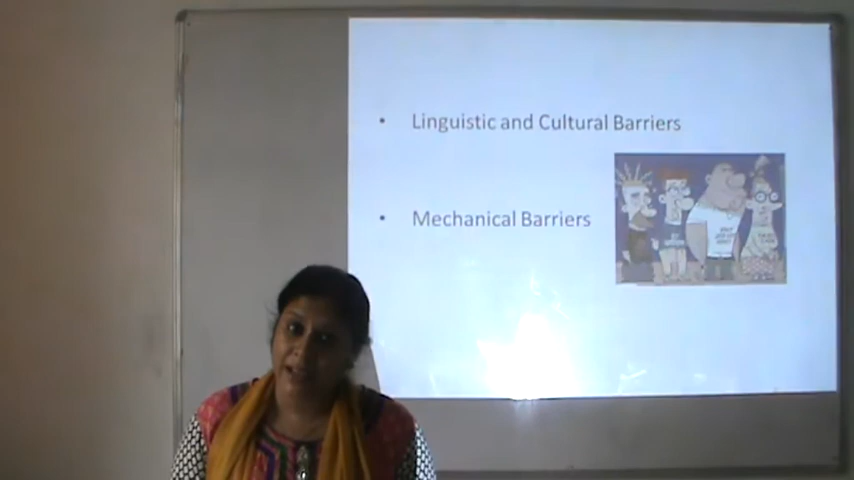 • Linguistic and Cultural Barriers
• Mechanical Barriers